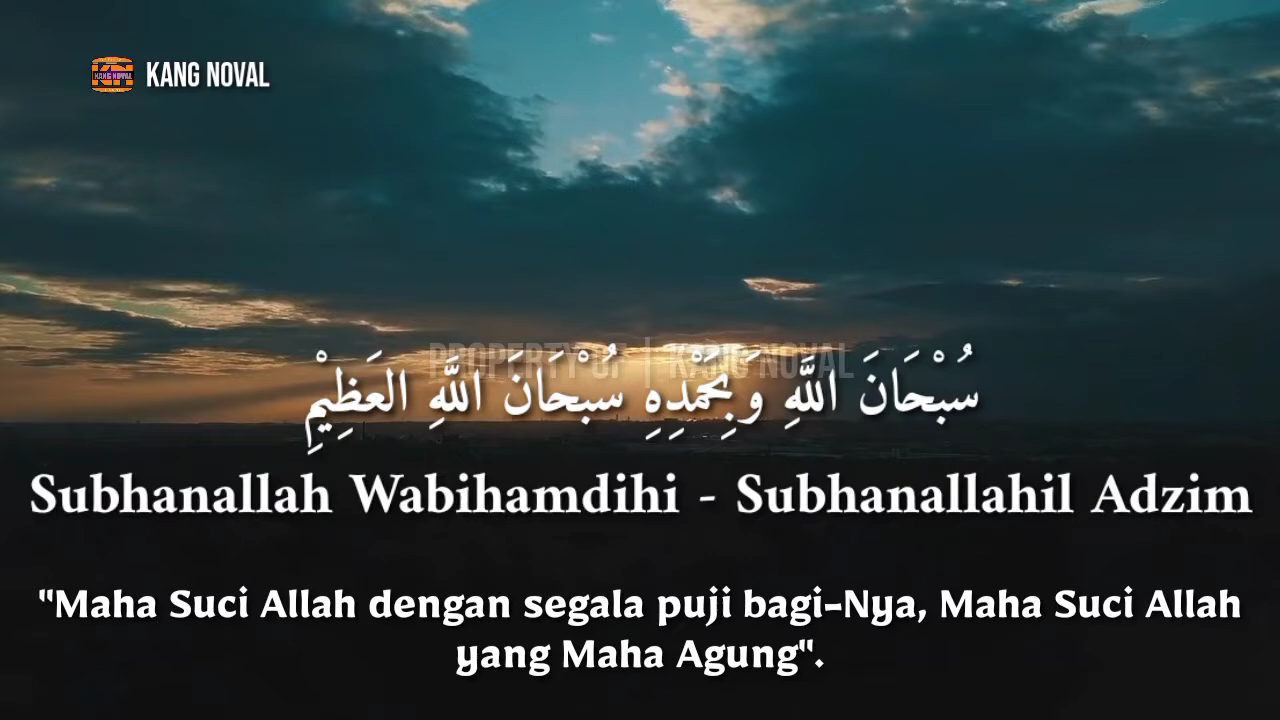 KANG NOVAL
PROPERTY OF | KANG NOVAL
سُبْحَانَ اللَّهِ وَبِحَمْدِهِ سُبْحَانَ اللَّهِ العَظِيْمِ
Subhanallah Wabihamdihi - Subhanallahil Adzim
"Maha Suci Allah dengan segala puji bagi-Nya, Maha Suci Allah
yang Maha Agung".